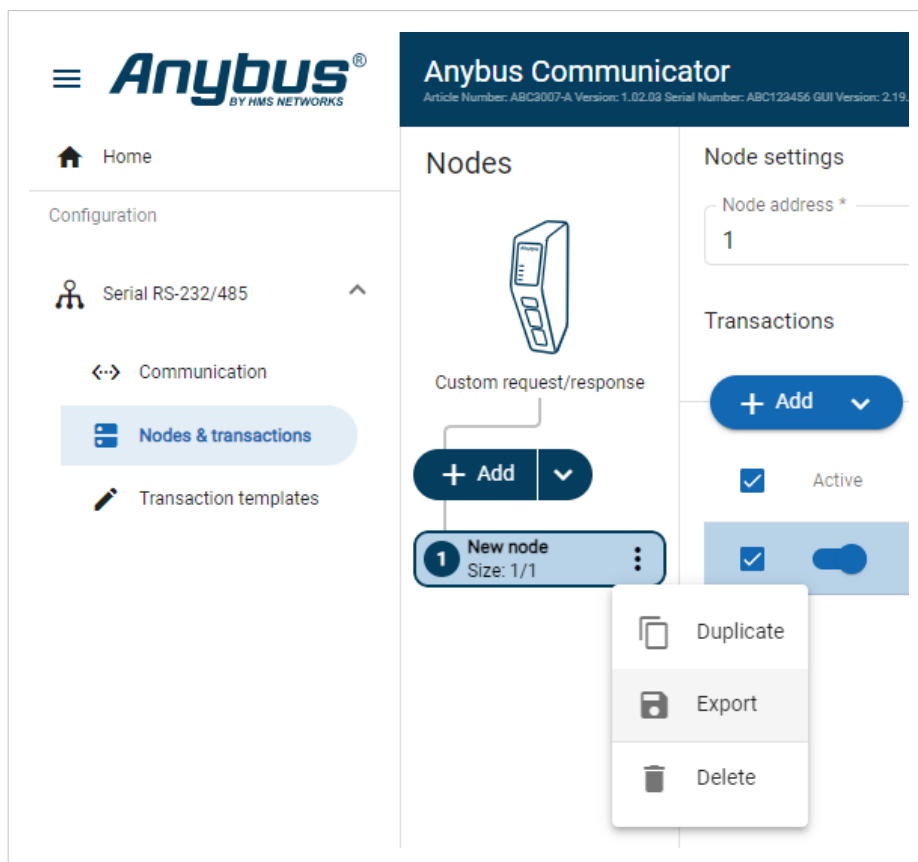 Anybus®
BY HMS NETWORKS
Anybus Communicator
Article Number: ABC3007-A Version: 1.02.03 Serial Number: ABC123456 GUI Version: 2.19.
Home
Configuration
Serial RS-232/485
Communication
Nodes & transactions
Transaction templates
Nodes
Anybus
Custom request/response
Add
1 New node
Size: 1/1
Duplicate
Export
Delete
Node settings
Node address *
1
Transactions
Add
Active